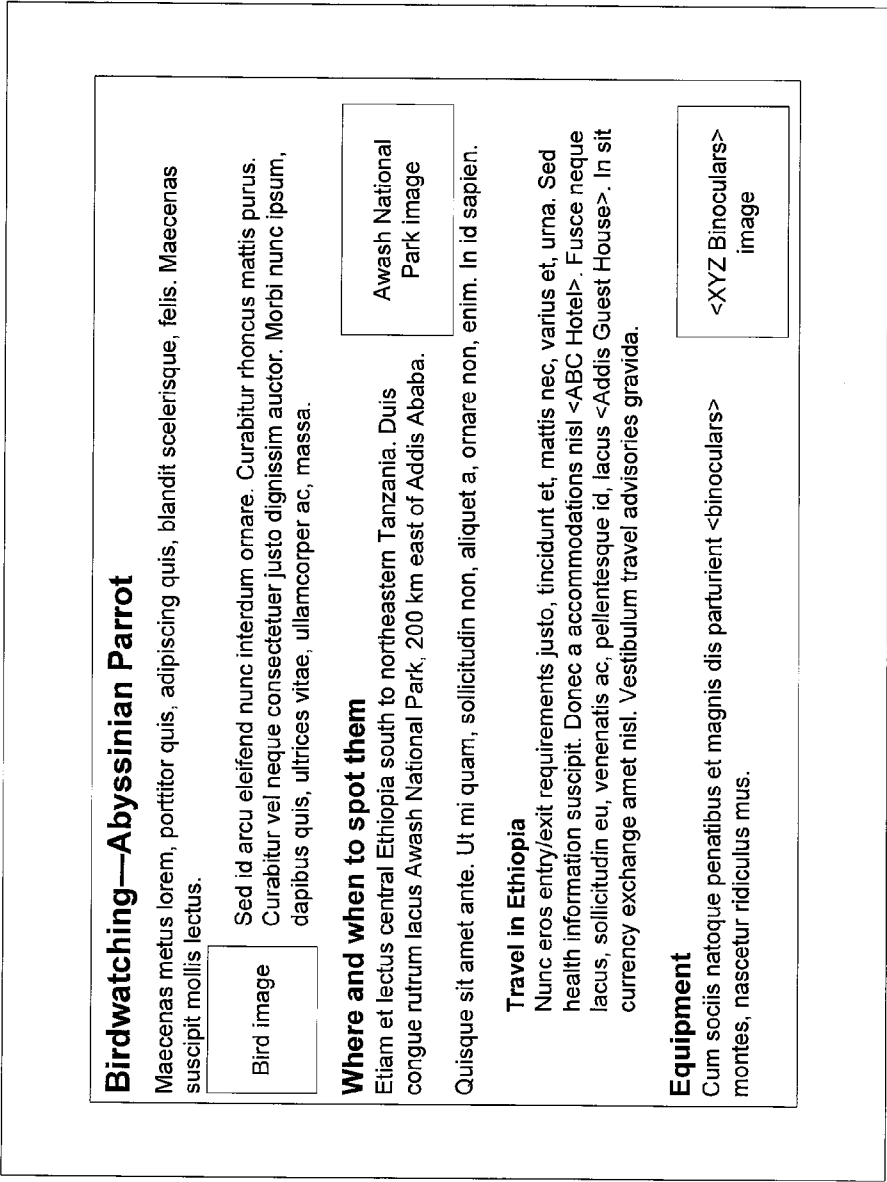 Birdwatching—Abyssinian Parrot
Maecenas metus lorem, porttitor quis, adipiscing quis, blandit scelerisque, felis. Maecenas
suscipit mollis lectus.
Bird image
Sed id arcu eleifend nunc interdum ornare. Curabitur rhoncus mattis purus.
Curabitur vel neque consectetuer justo dignissim auctor. Morbi nunc ipsum,
dapibus quis, ultrices vitae, ullamcorper ac, massa.
Where and when to spot them
Etiam et lectus central Ethiopia south to northeastern Tanzania. Duis
congue rutrum lacus Awash National Park, 200 km east of Addis Ababa.
Awash National
Park image
Quisque sit amet ante. Ut mi quam, sollicitudin non, aliquet a, ornare non, enim. In id sapien.
Travel in Ethiopia
Nunc eros entry/exit requirements justo, tincidunt et, mattis nec, varius et, urna. Sed
health information suscipit. Donec a accommodations nisl <ABC Hotel>. Fusce neque
lacus, sollicitudin eu, venenatis ac, pellentesque id, lacus <Addis Guest House>. In sit
currency exchange amet nisl. Vestibulum travel advisories gravida.
Equipment
Cum sociis natoque penatibus et magnis dis parturient <binoculars>
montes, nascetur ridiculus mus.
<XYZ Binoculars>
image